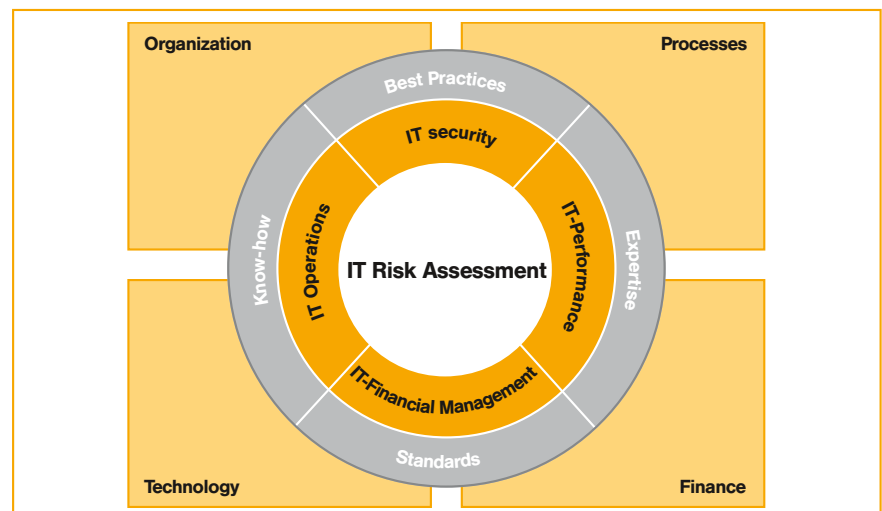 Organization
Processes
Best Practices
IT security
Know-how
IT Operations
IT Risk Assessment
IT-Performance
Expertise
IT-Financial Management
Standards
Technology
Finance